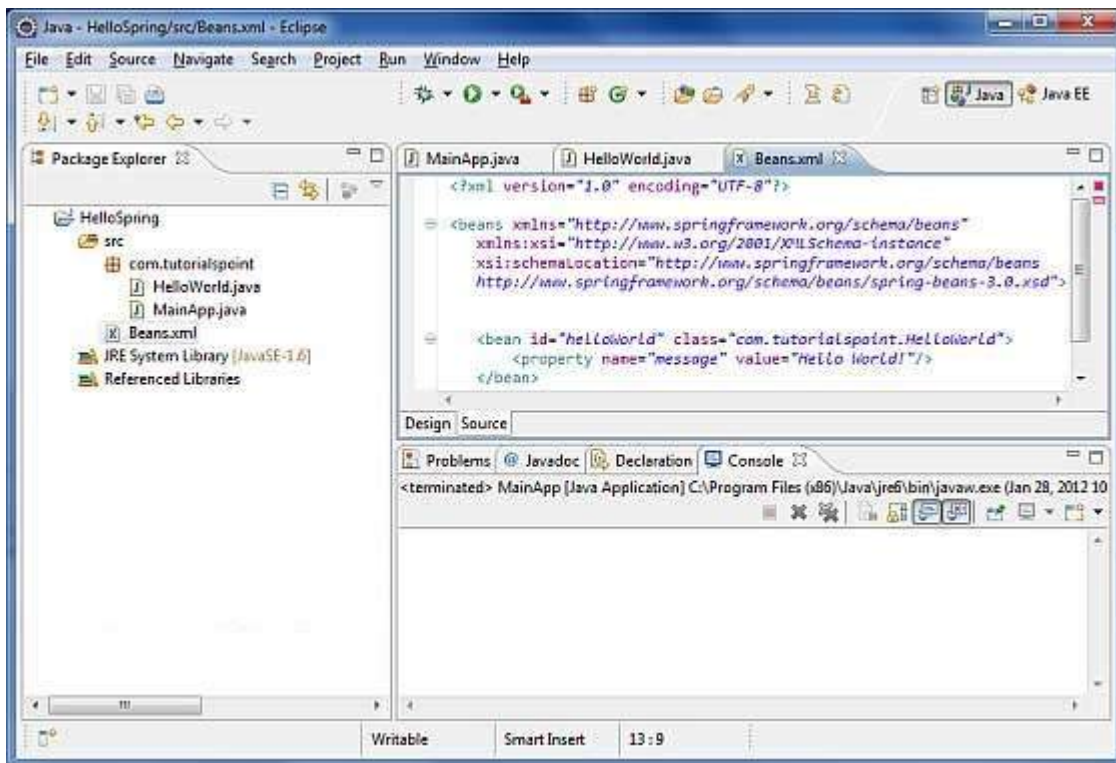 Java - HelloSpring/src/Beans.xml - Eclipse
File Edit Source Navigate Search Project Run Window Help
Java Java EE
Package Explorer
HelloSpring
src
com.tutorialspoint
HelloWorld.java
MainApp.java
Beans.xml
JRE System Library [JavaSE-1.6]
Referenced Libraries
MainApp.java HelloWorld.java Beans.xml
<?xml version="1.0" encoding="UTF-8"?>
<beans xmlns="http://www.springframework.org/schema/beans"
xmlns:xsi="http://www.w3.org/2001/XMLSchema-instance"
xsi:schemaLocation="http://www.springframework.org/schema/beans
http://www.springframework.org/schema/beans/spring-beans-3.0.xsd">
<bean id="helloWorld" class="com.tutorialspoint.HelloWorld">
<property name="message" value="Hello World!"/>
</bean>
Design Source
Problems @ Javadoc Declaration Console
<terminated> MainApp [Java Application] C:\Program Files (x86)\Java\jre6\bin\javaw.exe (Jan 28, 2012 10
Writable Smart Insert 13:9